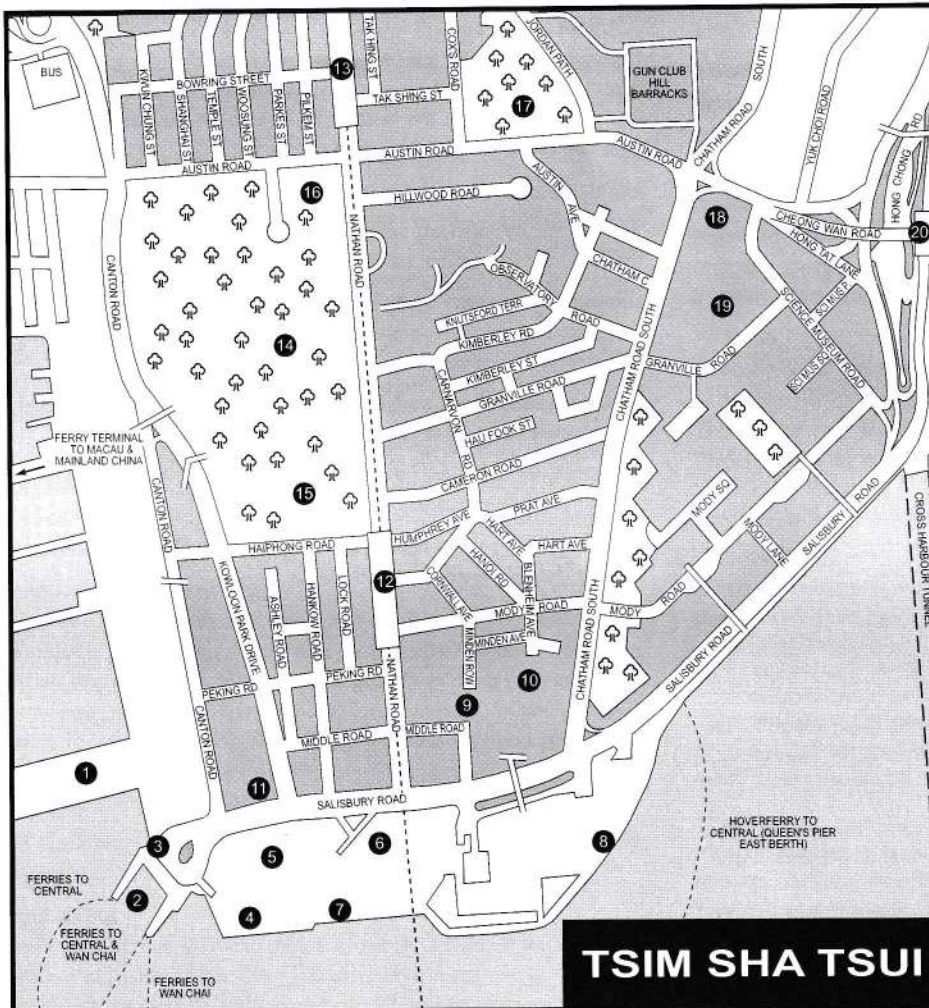 BUS
KWUN CHUNG ST
SHANGHAI ST
TEMPLE ST
WOOSUNG ST
PARKES ST
PILKEM ST
BOWRING STREET
13
TAK HING ST
TAK SHING ST
COX'S ROAD
JORDAN PATH
17
GUN CLUB
HILL
BARRACKS
CHATHAM ROAD
SOUTH
YUK CHOI ROAD
HONG CHONG
RD
AUSTIN ROAD
AUSTIN ROAD
AUSTIN ROAD
AUSTIN
AVE
16
HILLWOOD ROAD
NATHAN ROAD
18
CHEONG WAN ROAD
20
HONG TAT LANE
CANTON ROAD
CHATHAM C
OBSERVATORY
ROAD
SCIENCE MUSEUM ROAD
SCI MUS P
19
KNUTSFORD TERR
KIMBERLEY RD
14
KIMBERLEY ST
GRANVILLE
ROAD
SCI MUS SQ
GRANVILLE ROAD
CHATHAM ROAD SOUTH
CARNARVON
RD
HAU FOOK ST
FERRY TERMINAL
TO MACAU &
MAINLAND CHINA
CAMERON ROAD
15
MODY SQ
MODY LANE
SALISBURY
ROAD
CROSS HARBOUR TUNNEL
CANTON ROAD
PRAT AVE
HUMPHREY AVE
HAIPHONG ROAD
HART AVE
HART AVE
HANOI RD
12
KOWLOON PARK DRIVE
ASHLEY ROAD
HANKOW ROAD
LOCK ROAD
CORNWALL AVE
BLENHEIM AVE
MODY ROAD
MODY
ROAD
CHATHAM ROAD SOUTH
MINDEN AVE
MINDEN ROW
SALISBURY ROAD
PEKING RD
PEKING RD
NATHAN ROAD
10
9
CANTON ROAD
MIDDLE ROAD
MIDDLE ROAD
1
11
SALISBURY ROAD
3
5
6
8
HOVERFERRY TO
CENTRAL (QUEEN'S PIER
EAST BERTH)
FERRIES TO
CENTRAL
2
4
7
FERRIES TO
CENTRAL &
WAN CHAI
FERRIES TO
WAN CHAI
TSIM SHA TSUI